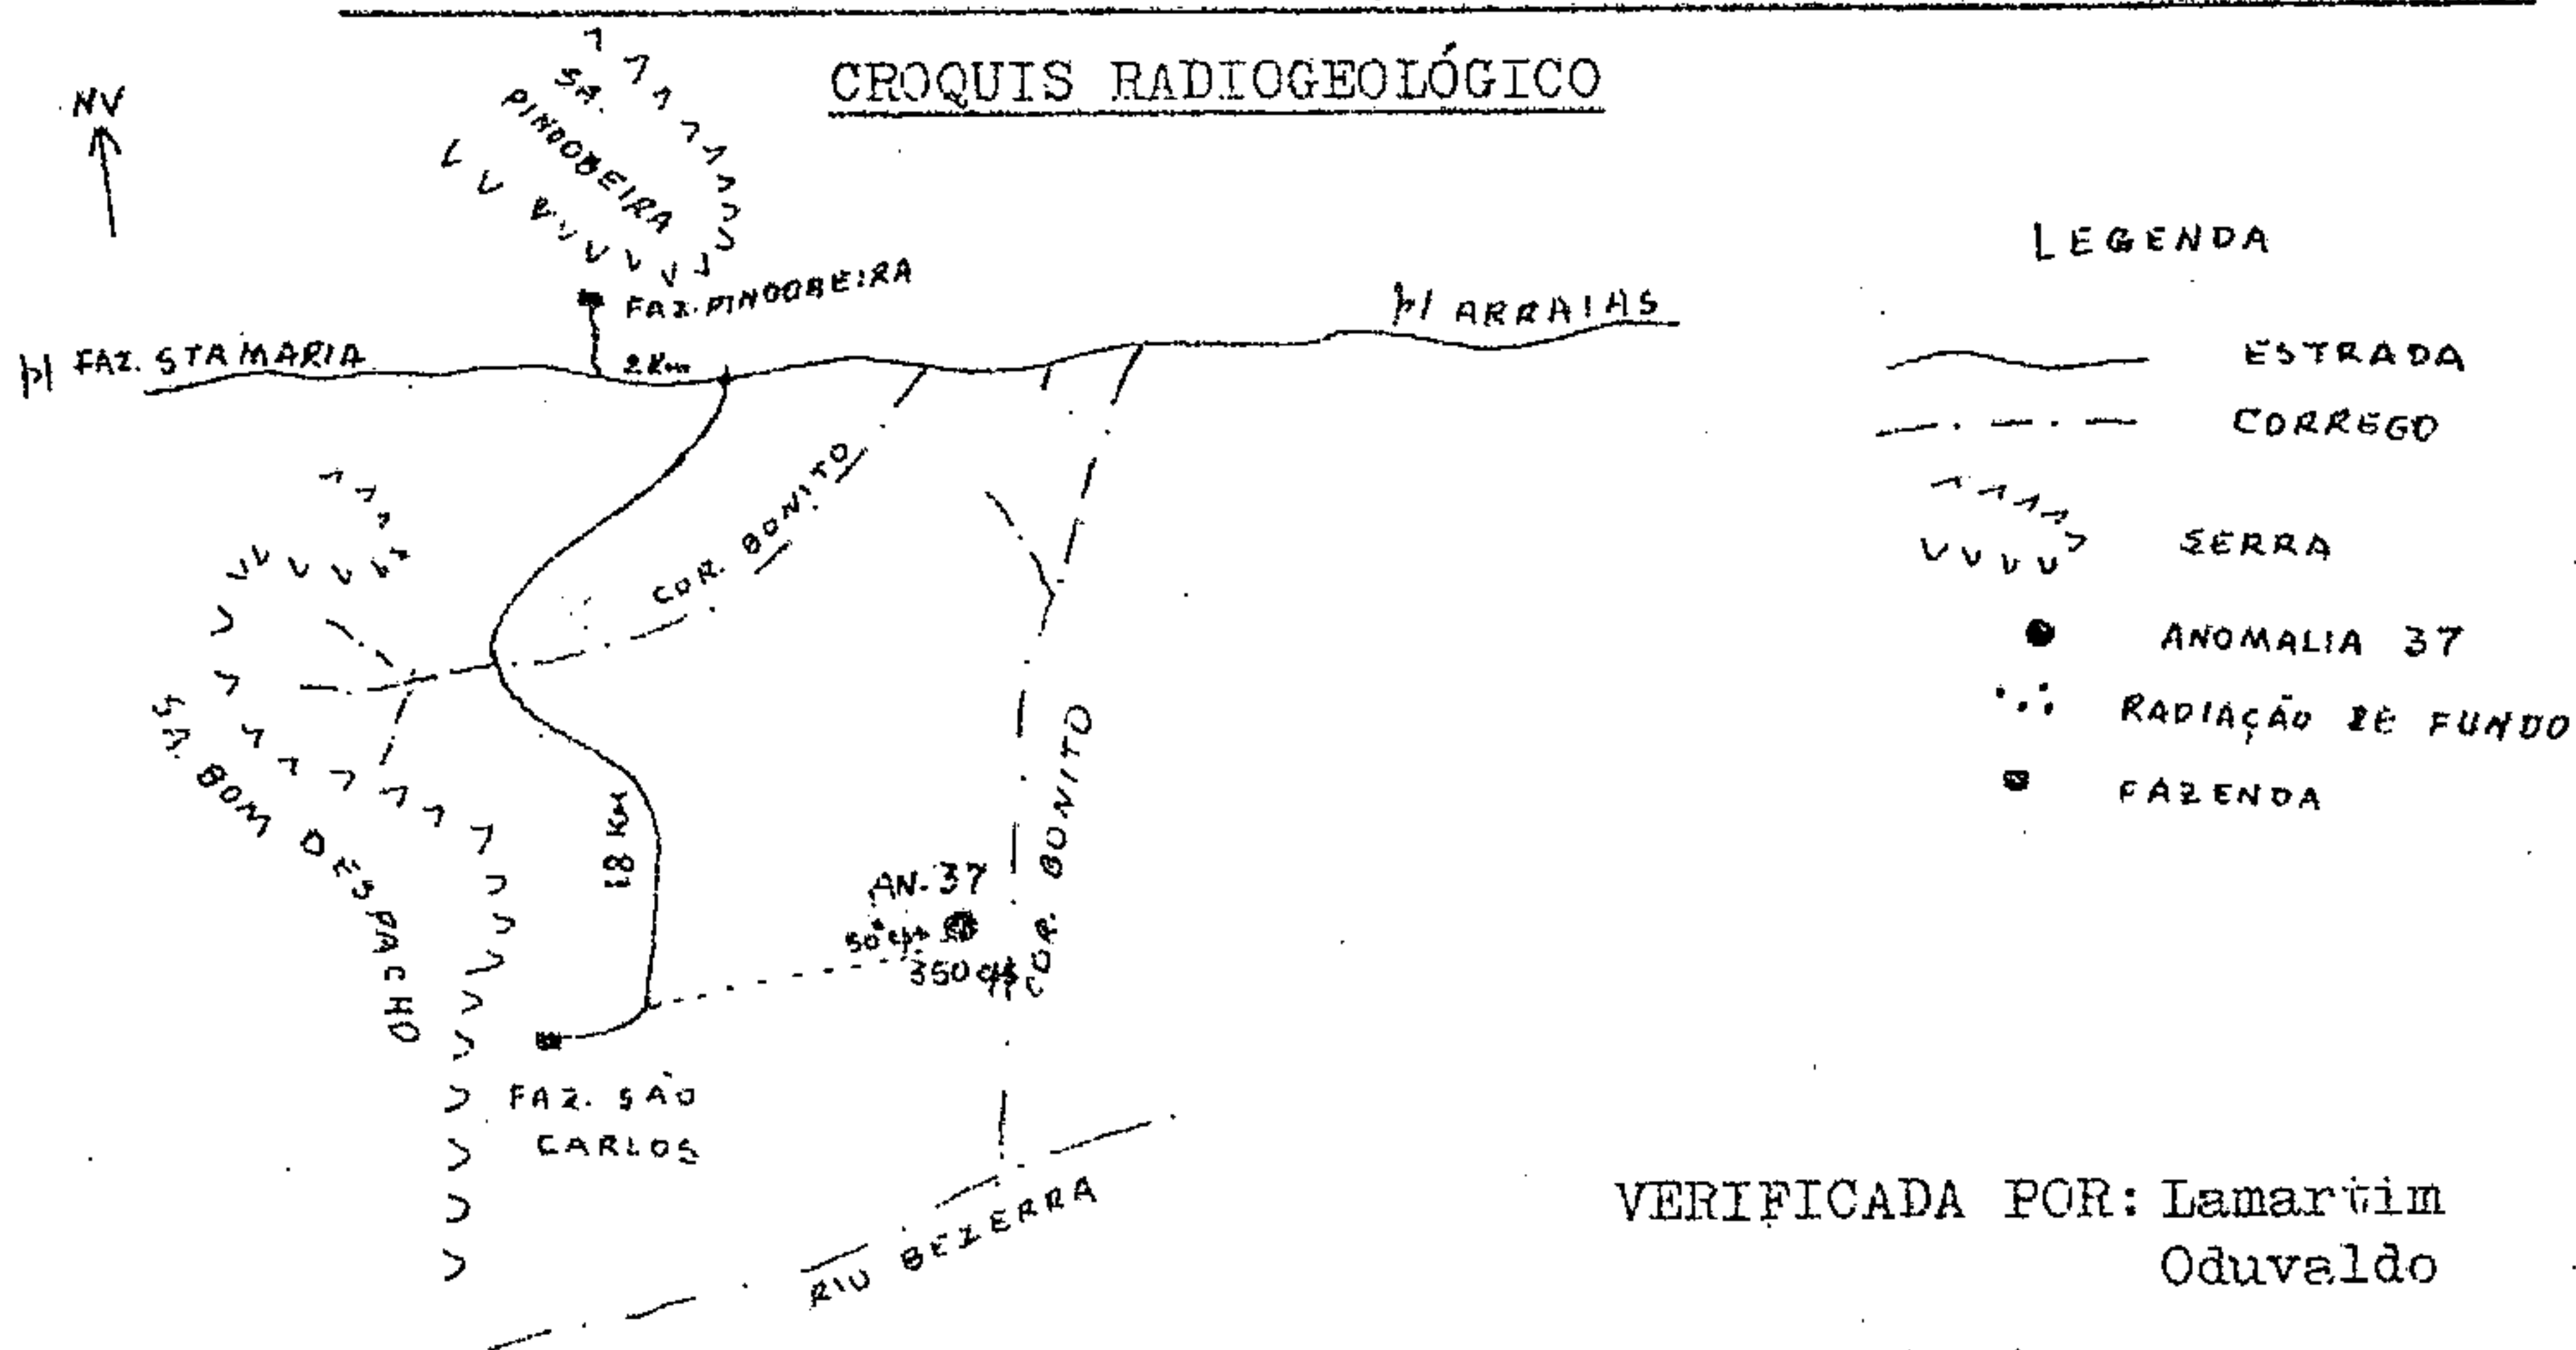 CROQUIS RADIOGEOLÓGICO
NV
SA.
PINDOBEIRA
FAZ. PINDOBEIRA
p/ FAZ. STA MARIA
2 Km
p/ ARRAIAS
COR. BONITO
SA. BOM DESPACHO
18 Km
COR. BONITO
AN. 37
50 cps
350 cps
FAZ. SÃO
CARLOS
RIO BEZERRA
LEGENDA
ESTRADA
CORREGO
SERRA
ANOMALIA 37
RADIAÇÃO DE FUNDO
FAZENDA
VERIFICADA POR: Lamartim
Oduvaldo